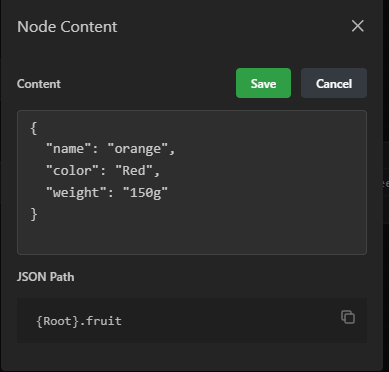 Node Content
Content
Save
Cancel
{
  "name": "orange",
  "color": "Red",
  "weight": "150g"
}
JSON Path
{Root}.fruit